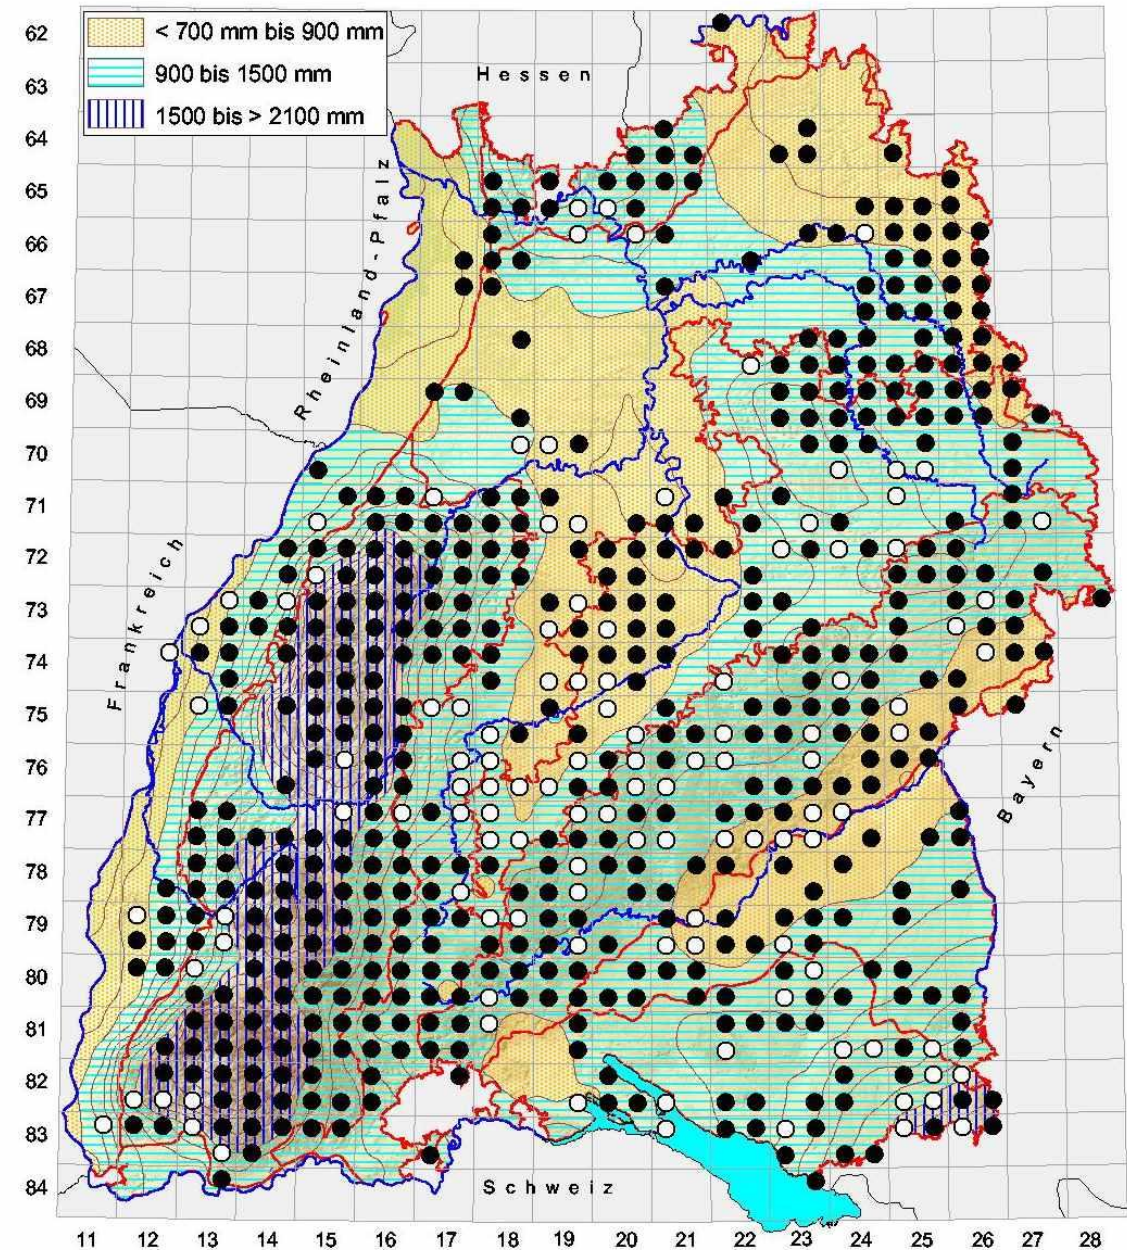 < 700 mm bis 900 mm
900 bis 1500 mm
1500 bis > 2100 mm
Hessen
Rheinland-Pfalz
Frankreich
Bayern
Schweiz
62
63
64
65
66
67
68
69
70
71
72
73
74
75
76
77
78
79
80
81
82
83
84
11 12 13 14 15 16 17 18 19 20 21 22 23 24 25 26 27 28